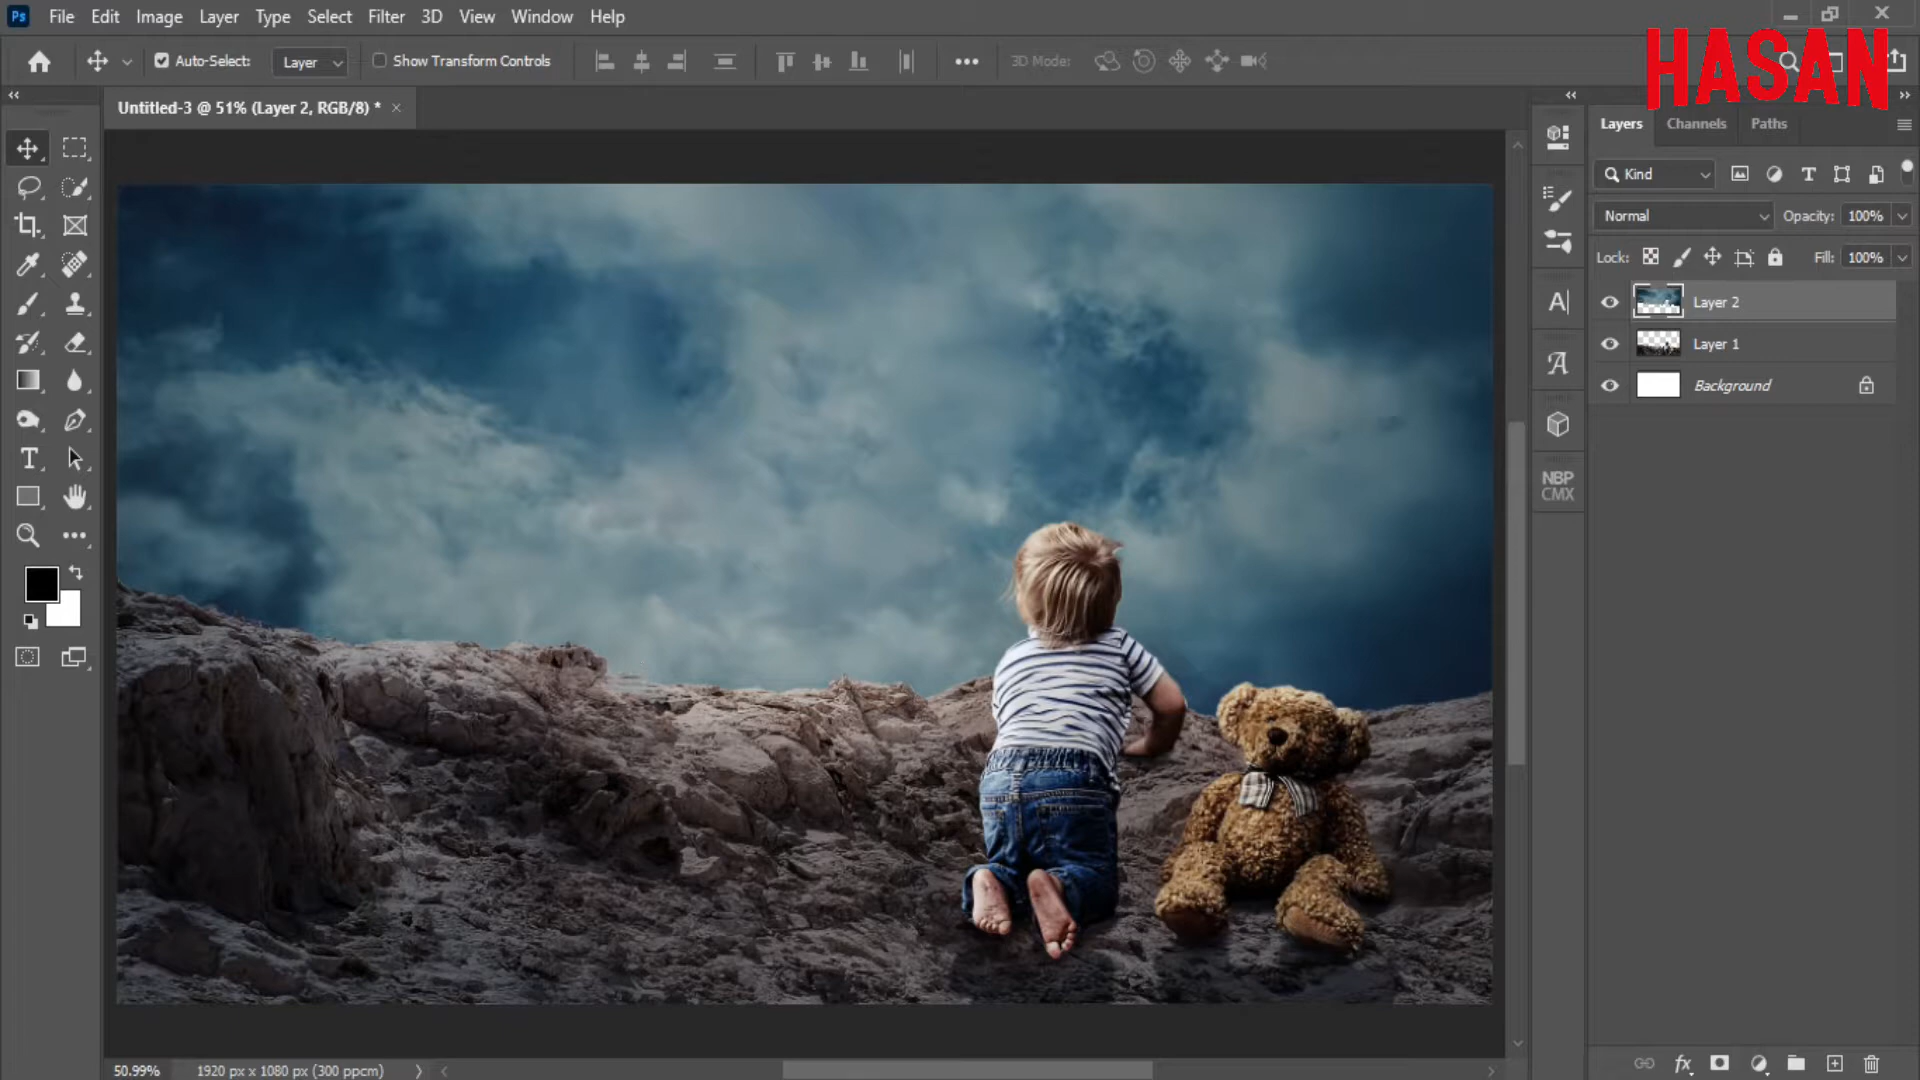 Ps File Edit Image Layer Type Select Filter 3D View Window Help
Auto-Select: Layer Show Transform Controls 3D Mode:
HASAN
Untitled-3 @ 51% (Layer 2, RGB/8) * ×
Layers Channels Paths
Kind
Normal Opacity: 100%
Lock: Fill: 100%
Layer 2
Layer 1
Background
NBP
CMX
50.99% 1920 px x 1080 px (300 ppcm)